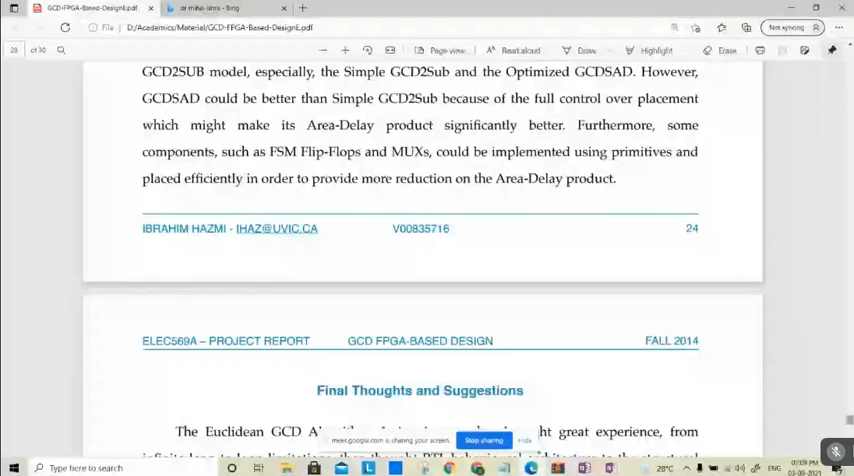 GCD-FPGA-Based-DesignE.pdf
dr mihai-sima - Bing
File
D:/Academics/Material/GCD-FPGA-Based-DesignE.pdf
Not syncing
28 of 30
Page view
Read aloud
Draw
Highlight
Erase
GCD2SUB model, especially, the Simple GCD2Sub and the Optimized GCDSAD. However,
GCDSAD could be better than Simple GCD2Sub because of the full control over placement
which might make its Area-Delay product significantly better. Furthermore, some
components, such as FSM Flip-Flops and MUXs, could be implemented using primitives and
placed efficiently in order to provide more reduction on the Area-Delay product.
IBRAHIM HAZMI - IHAZ@UVIC.CA V00835716 24
ELEC569A – PROJECT REPORT GCD FPGA-BASED DESIGN FALL 2014
Final Thoughts and Suggestions
The Euclidean GCD great experience, from
meet.google.com is sharing your screen. Stop sharing Hide
Type here to search
28°C
ENG
07:09 PM